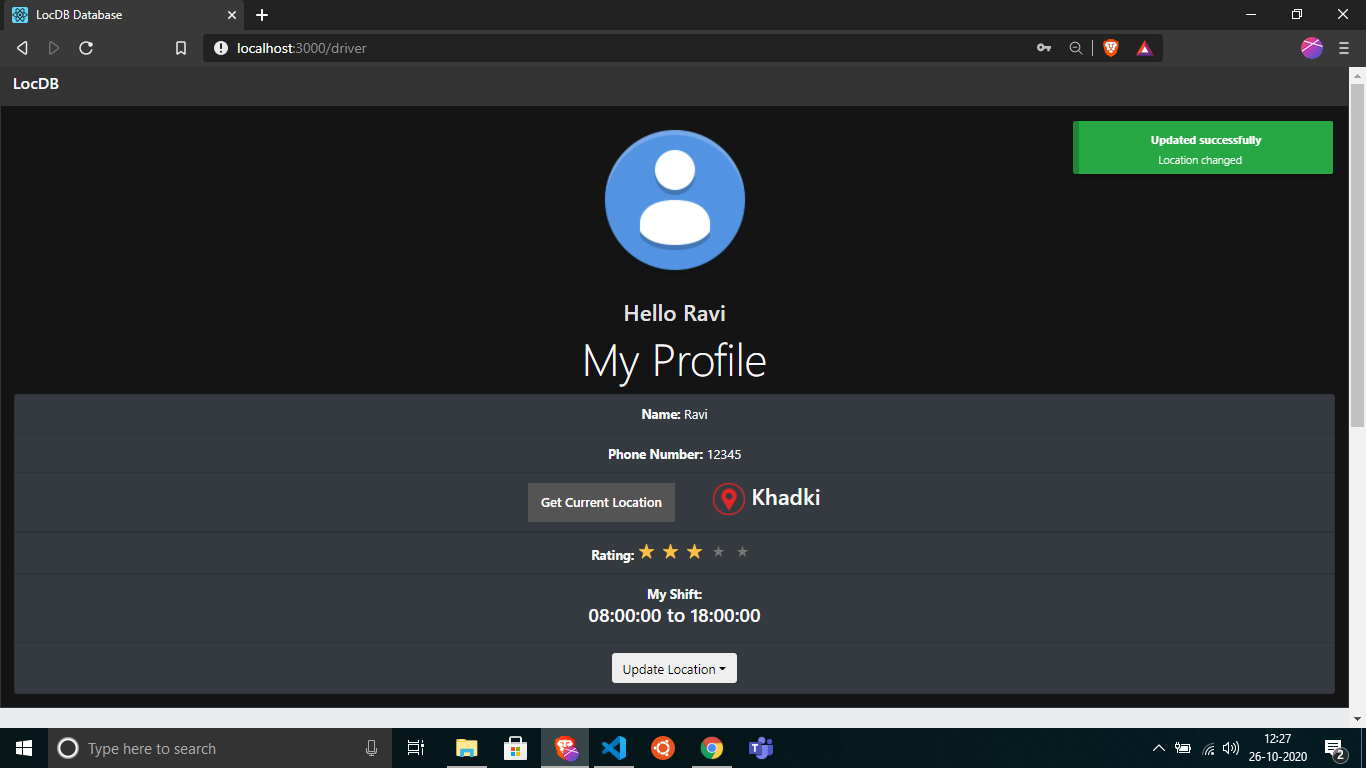 LocDB Database
localhost:3000/driver
LocDB
Updated successfully
Location changed
Hello Ravi
My Profile
Name: Ravi
Phone Number: 12345
Get Current Location
Khadki
Rating:
My Shift:
08:00:00 to 18:00:00
Update Location
Type here to search
12:27
26-10-2020
2